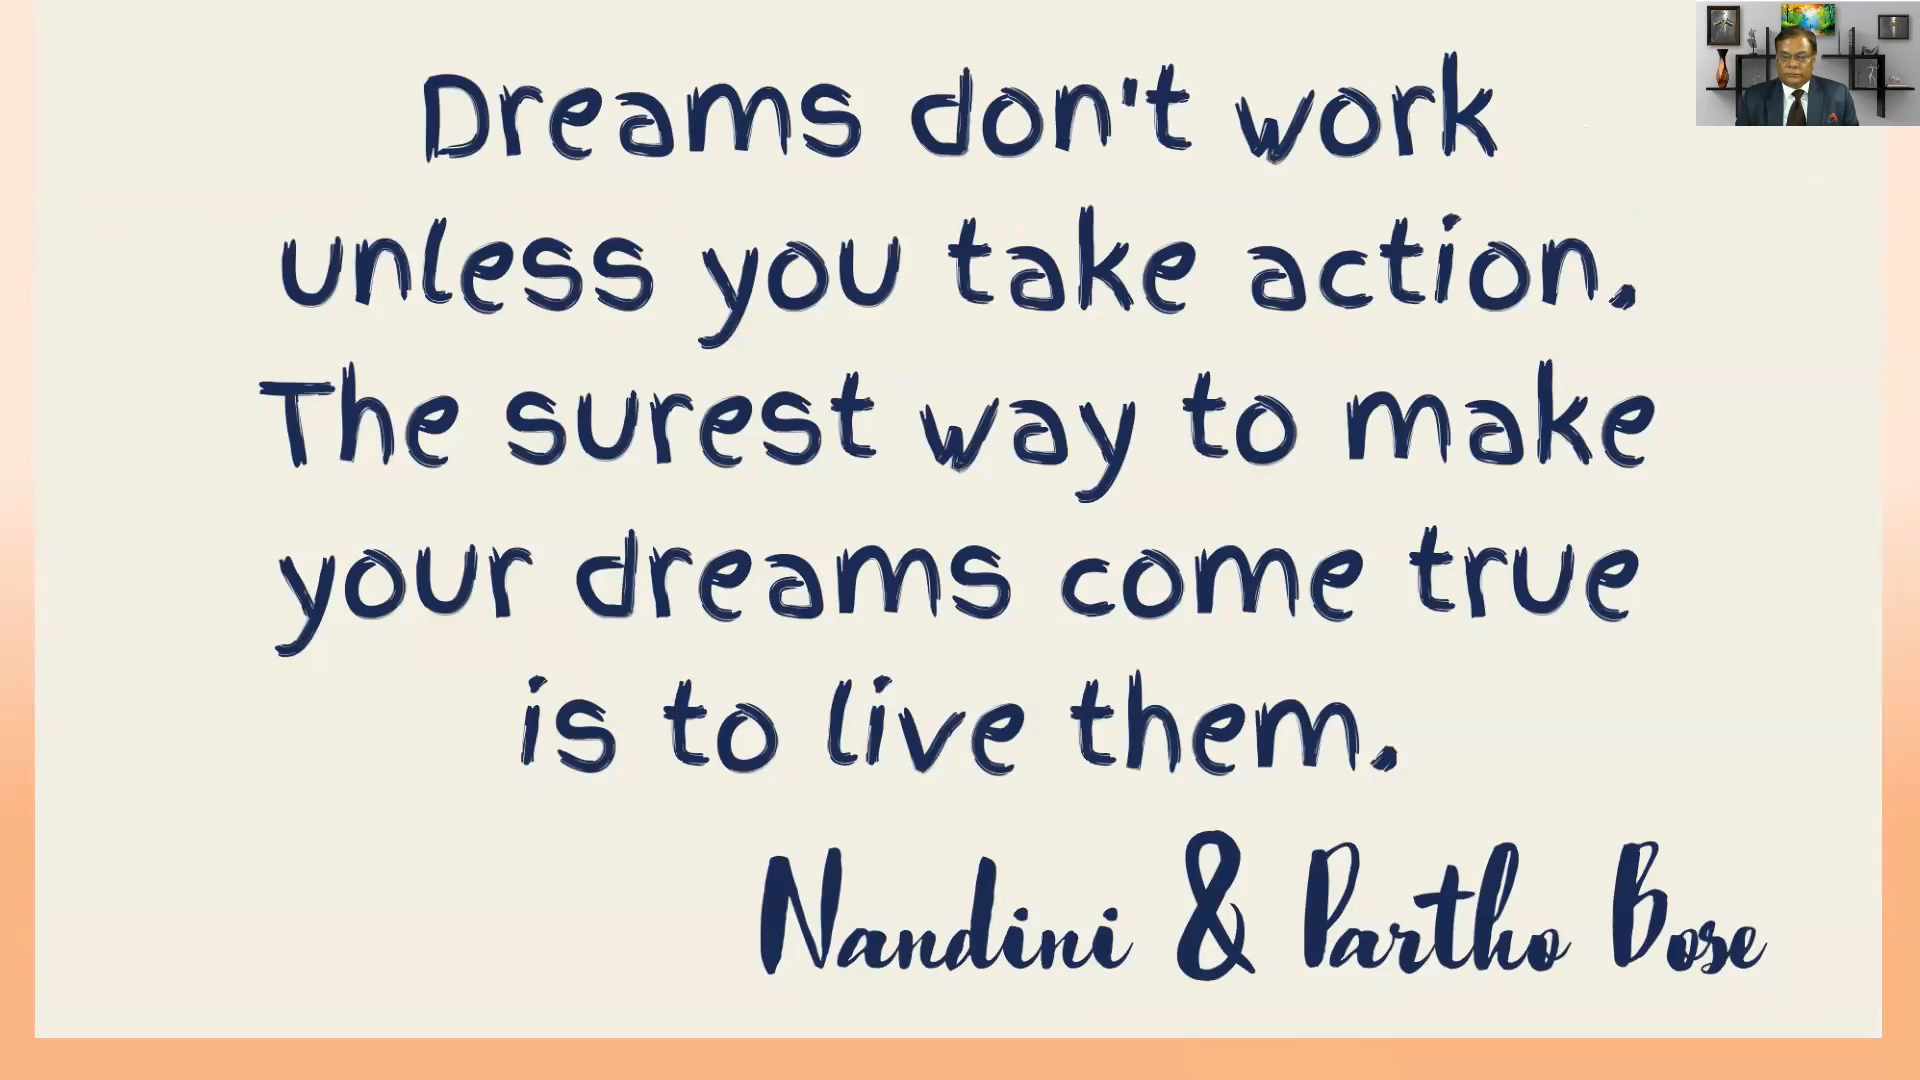 Dreams don't work
unless you take action.
The surest way to make
your dreams come true
is to live them.
Nandini & Partho Bose